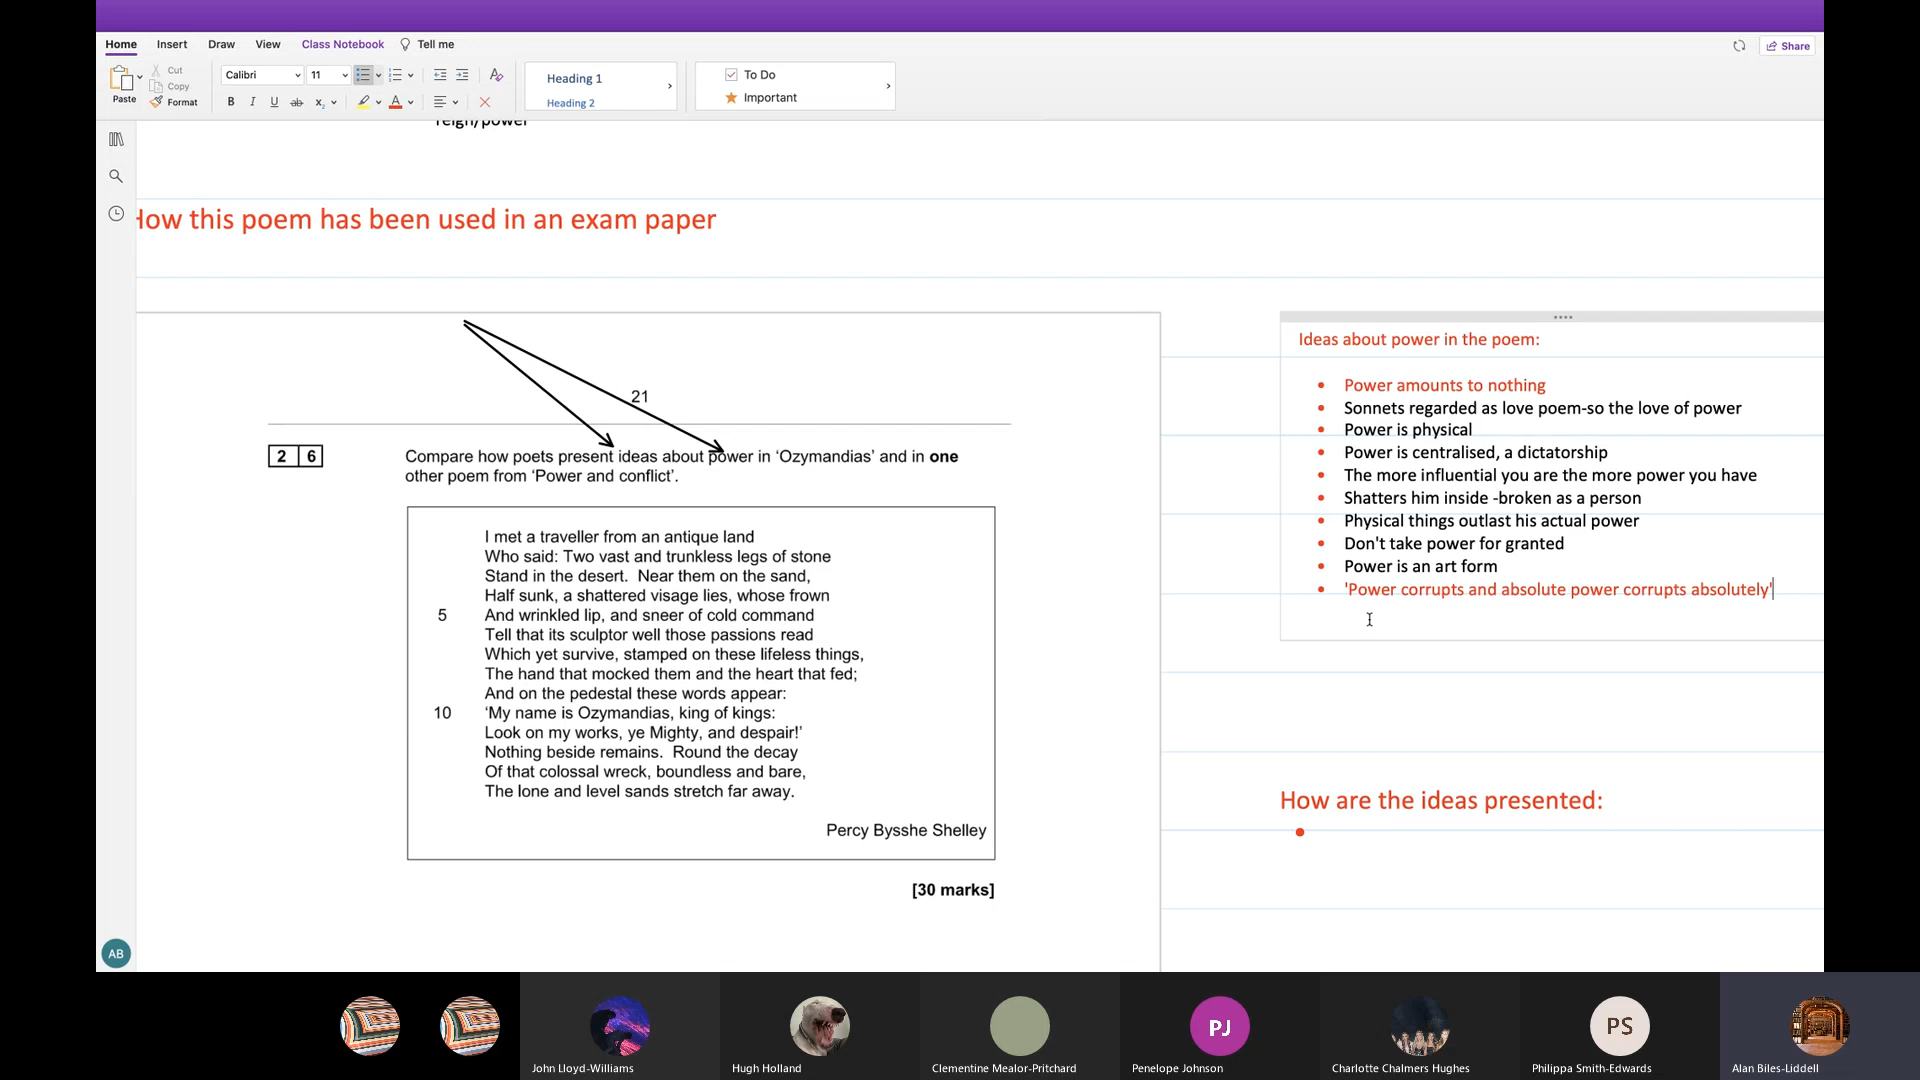 Home Insert Draw View Class Notebook Tell me
Share
Paste
Cut
Copy
Format
Calibri 11
B I U ab x₂ A
Heading 1
Heading 2
To Do
Important
reign/power
How this poem has been used in an exam paper
21
2 6
Compare how poets present ideas about power in ‘Ozymandias’ and in one
other poem from ‘Power and conflict’.
I met a traveller from an antique land
Who said: Two vast and trunkless legs of stone
Stand in the desert. Near them on the sand,
Half sunk, a shattered visage lies, whose frown
5 And wrinkled lip, and sneer of cold command
Tell that its sculptor well those passions read
Which yet survive, stamped on these lifeless things,
The hand that mocked them and the heart that fed;
And on the pedestal these words appear:
10 ‘My name is Ozymandias, king of kings:
Look on my works, ye Mighty, and despair!’
Nothing beside remains. Round the decay
Of that colossal wreck, boundless and bare,
The lone and level sands stretch far away.
Percy Bysshe Shelley
[30 marks]
Ideas about power in the poem:
• Power amounts to nothing
• Sonnets regarded as love poem-so the love of power
• Power is physical
• Power is centralised, a dictatorship
• The more influential you are the more power you have
• Shatters him inside -broken as a person
• Physical things outlast his actual power
• Don't take power for granted
• Power is an art form
• 'Power corrupts and absolute power corrupts absolutely'
How are the ideas presented:
•
AB
PJ
PS
John Lloyd-Williams
Hugh Holland
Clementine Mealor-Pritchard
Penelope Johnson
Charlotte Chalmers Hughes
Philippa Smith-Edwards
Alan Biles-Liddell